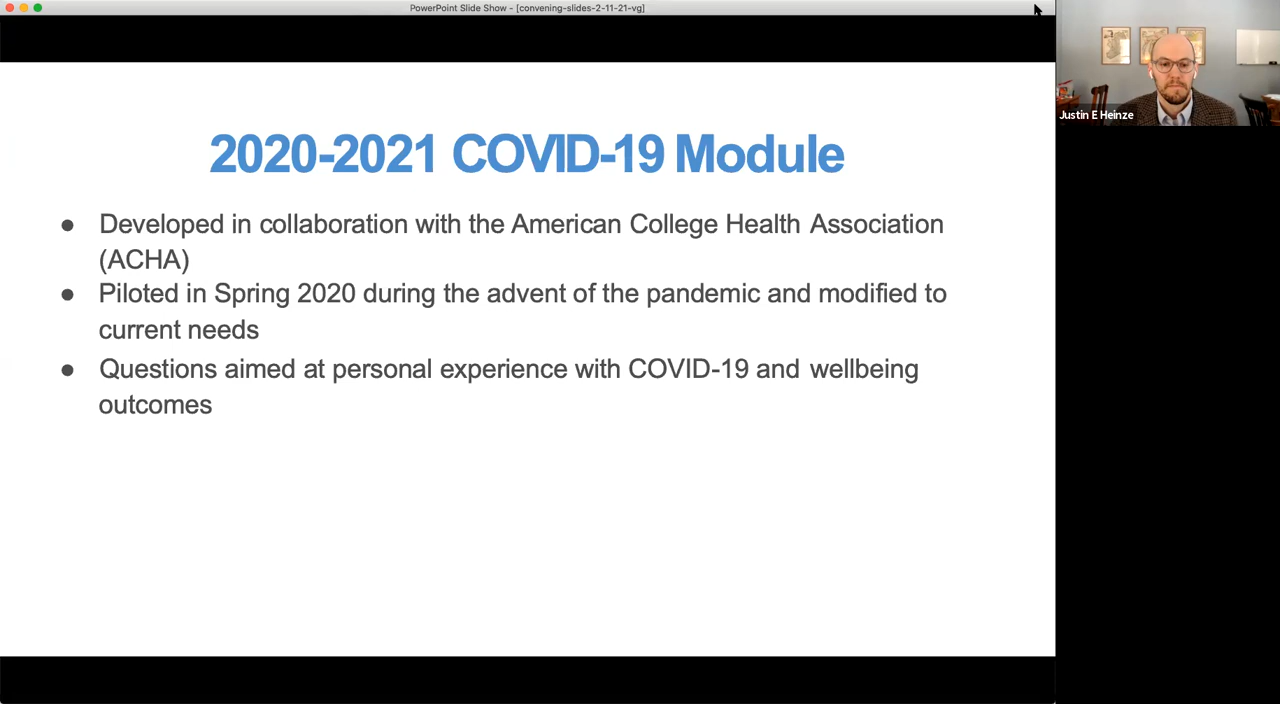 PowerPoint Slide Show - [convening-slides-2-11-21-vg]
2020-2021 COVID-19 Module
● Developed in collaboration with the American College Health Association
(ACHA)
● Piloted in Spring 2020 during the advent of the pandemic and modified to
current needs
● Questions aimed at personal experience with COVID-19 and wellbeing
outcomes
Justin E Heinze